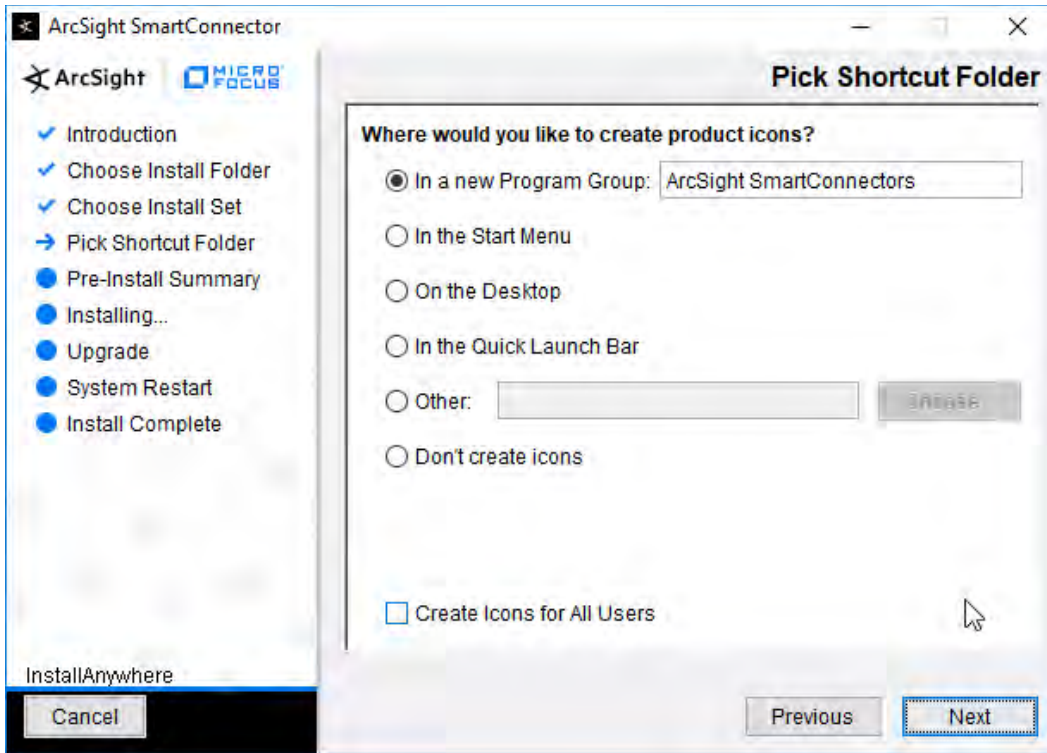 ArcSight SmartConnector
ArcSight MICRO FOCUS
Pick Shortcut Folder
Introduction
Choose Install Folder
Choose Install Set
Pick Shortcut Folder
Pre-Install Summary
Installing...
Upgrade
System Restart
Install Complete
Where would you like to create product icons?
In a new Program Group: ArcSight SmartConnectors
In the Start Menu
On the Desktop
In the Quick Launch Bar
Other:
Don't create icons
Create Icons for All Users
InstallAnywhere
Cancel
Previous
Next